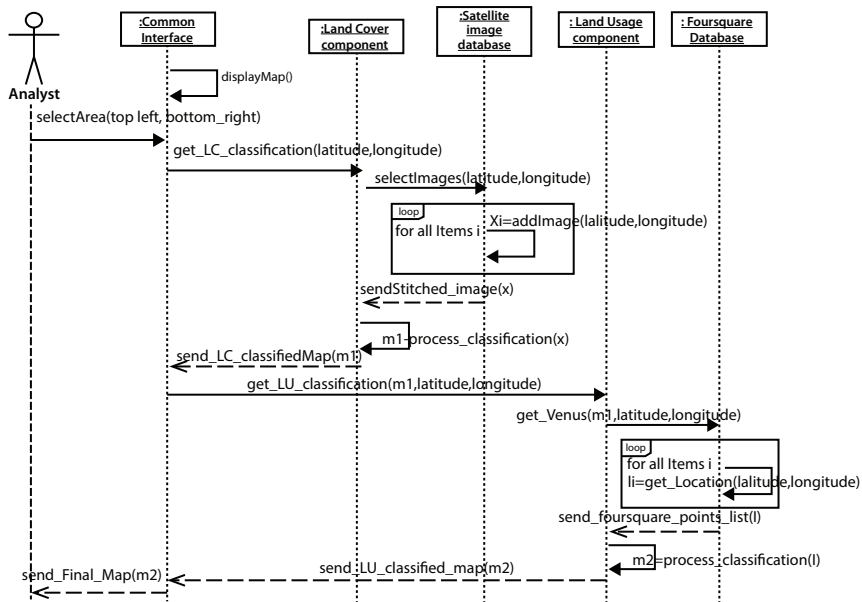 :Common
Interface
:Land Cover
component
:Satellite
image
database
: Land Usage
component
: Foursquare
Database
Analyst
displayMap()
selectArea(top left, bottom_right)
get_LC_classification(latitude,longitude)
selectImages(latitude,longitude)
loop
for all Items i
Xi=addImage(lalitude,longitude)
sendStitched_image(x)
m1-process_classification(x)
send_LC_classifiedMap(m1)
get_LU_classification(m1,latitude,longitude)
get_Venus(m1,latitude,longitude)
loop
for all Items i
li=get_Location(lalitude,longitude)
send_foursquare_points_list(l)
m2=process_classification(l)
send_LU_classified_map(m2)
send_Final_Map(m2)